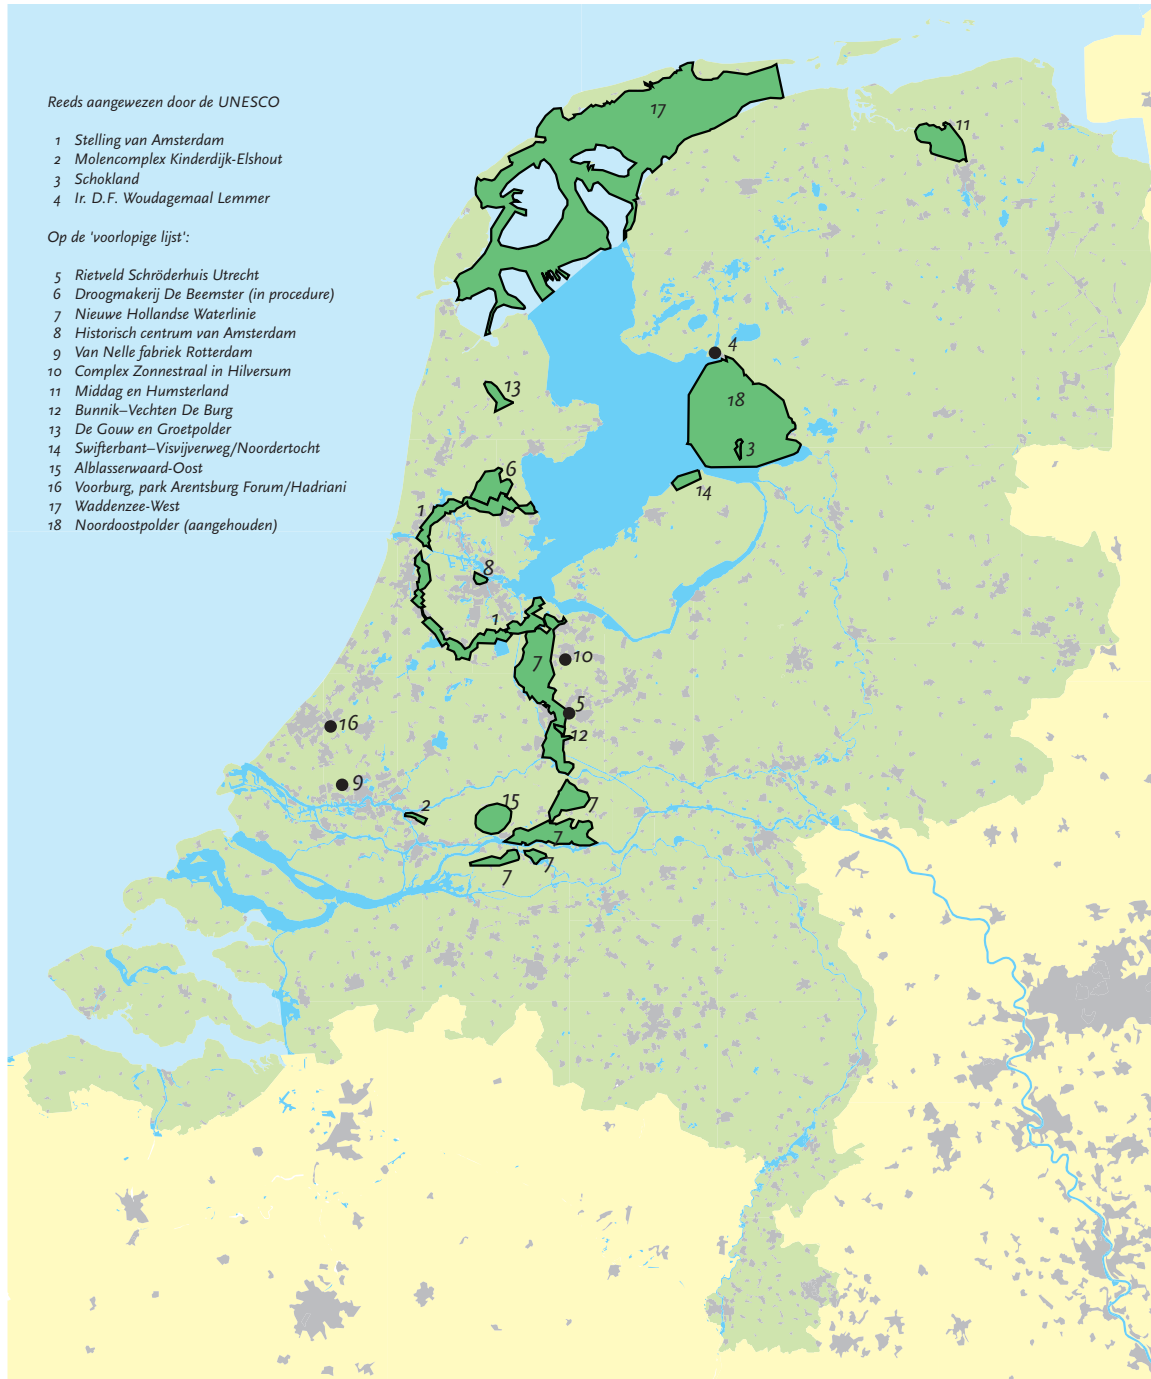 Reeds aangewezen door de UNESCO
1 Stelling van Amsterdam
2 Molencomplex Kinderdijk-Elshout
3 Schokland
4 Ir. D.F. Woudagemaal Lemmer
Op de 'voorlopige lijst':
5 Rietveld Schröderhuis Utrecht
6 Droogmakerij De Beemster (in procedure)
7 Nieuwe Hollandse Waterlinie
8 Historisch centrum van Amsterdam
9 Van Nelle fabriek Rotterdam
10 Complex Zonnestraal in Hilversum
11 Middag en Humsterland
12 Bunnik–Vechten De Burg
13 De Gouw en Groetpolder
14 Swifterbant–Visvijverweg/Noordertocht
15 Alblasserwaard-Oost
16 Voorburg, park Arentsburg Forum/Hadriani
17 Waddenzee-West
18 Noordoostpolder (aangehouden)
17
11
4
13
18
3
6
14
1
8
1
7
10
5
16
12
9
2
15
7
7
7
7